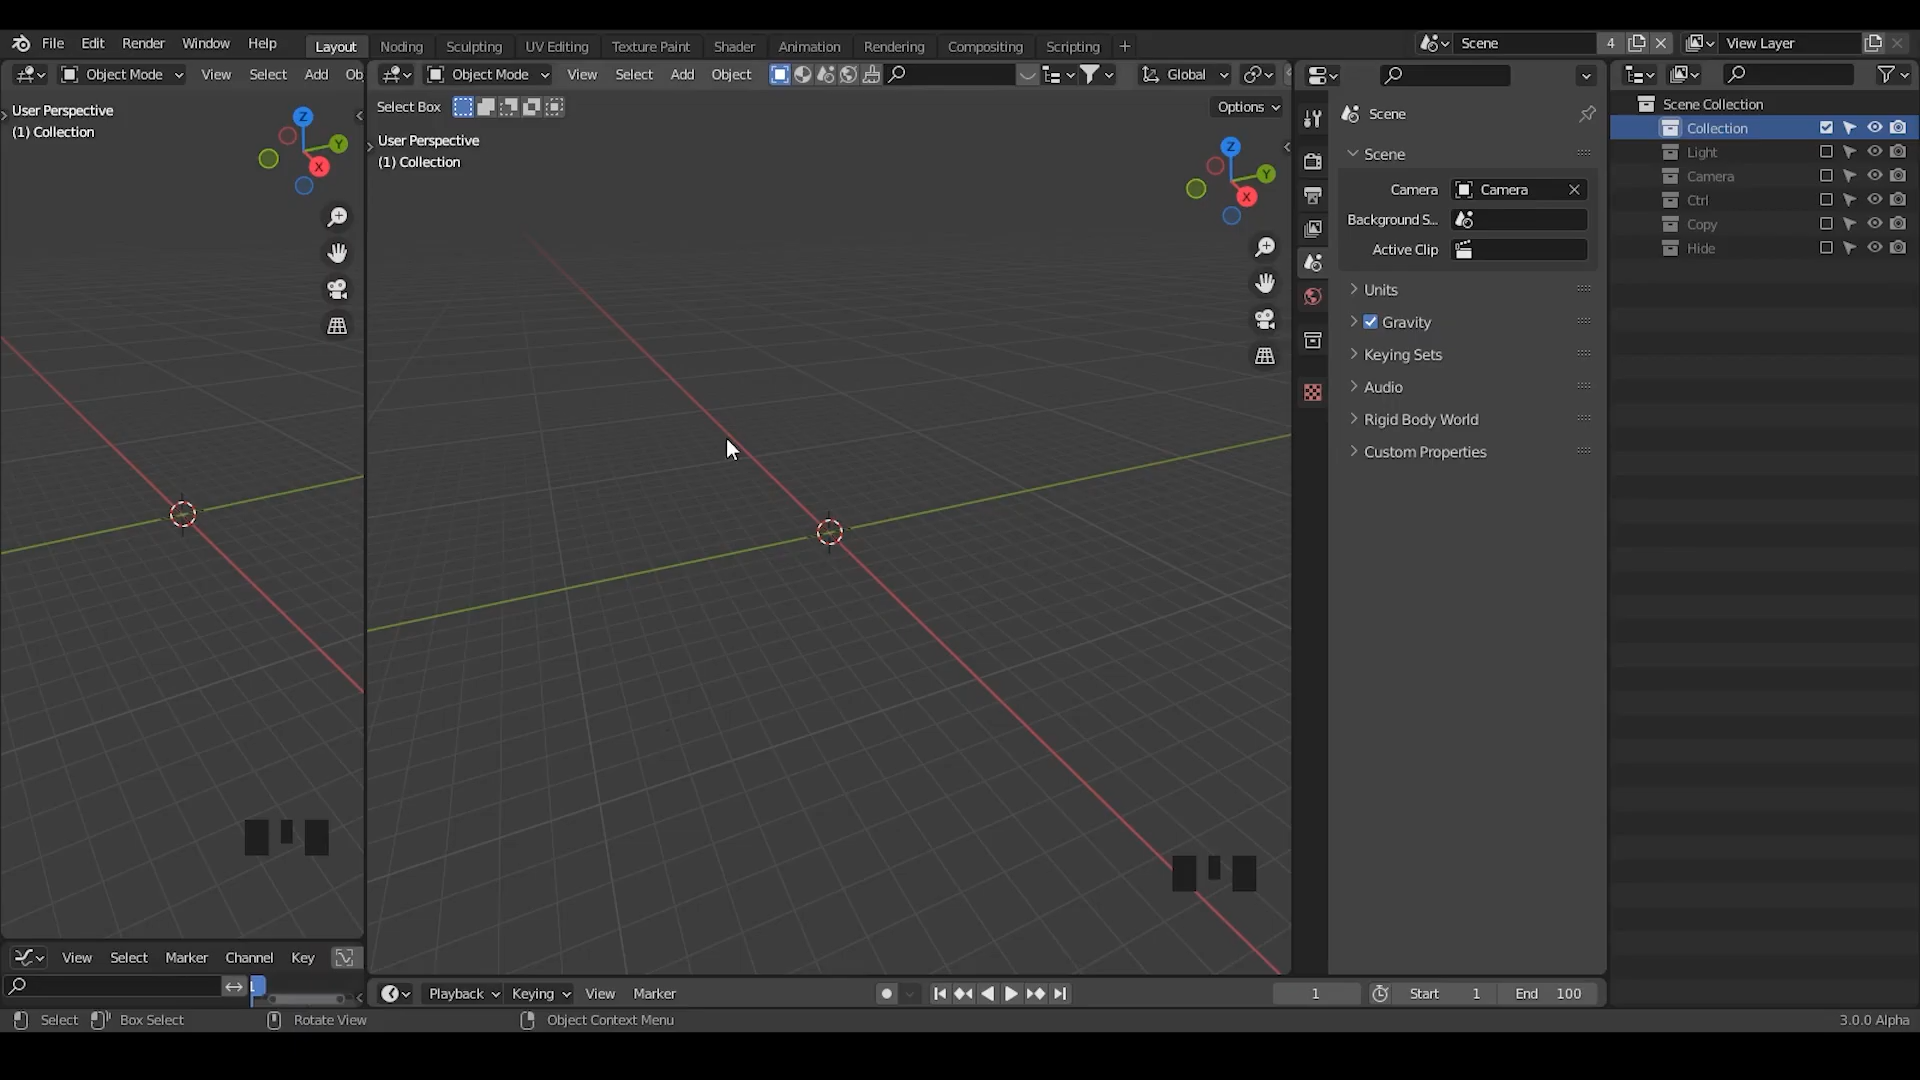 File Edit Render Window Help Layout Noding Sculpting UV Editing Texture Paint Shader Animation Rendering Compositing Scripting + Scene 4 View Layer
Object Mode View Select Add Ob Object Mode View Select Add Object Global
Select Box Options
User Perspective
(1) Collection
Z
Y
X
User Perspective
(1) Collection
Z
Y
X
Scene
Scene
Camera Camera
Background S...
Active Clip
Units
Gravity
Keying Sets
Audio
Rigid Body World
Custom Properties
Scene Collection
Collection
Light
Camera
Ctrl
Copy
Hide
View Select Marker Channel Key
1
Playback Keying View Marker 1 Start 1 End 100
Select Box Select Rotate View Object Context Menu 3.0.0 Alpha